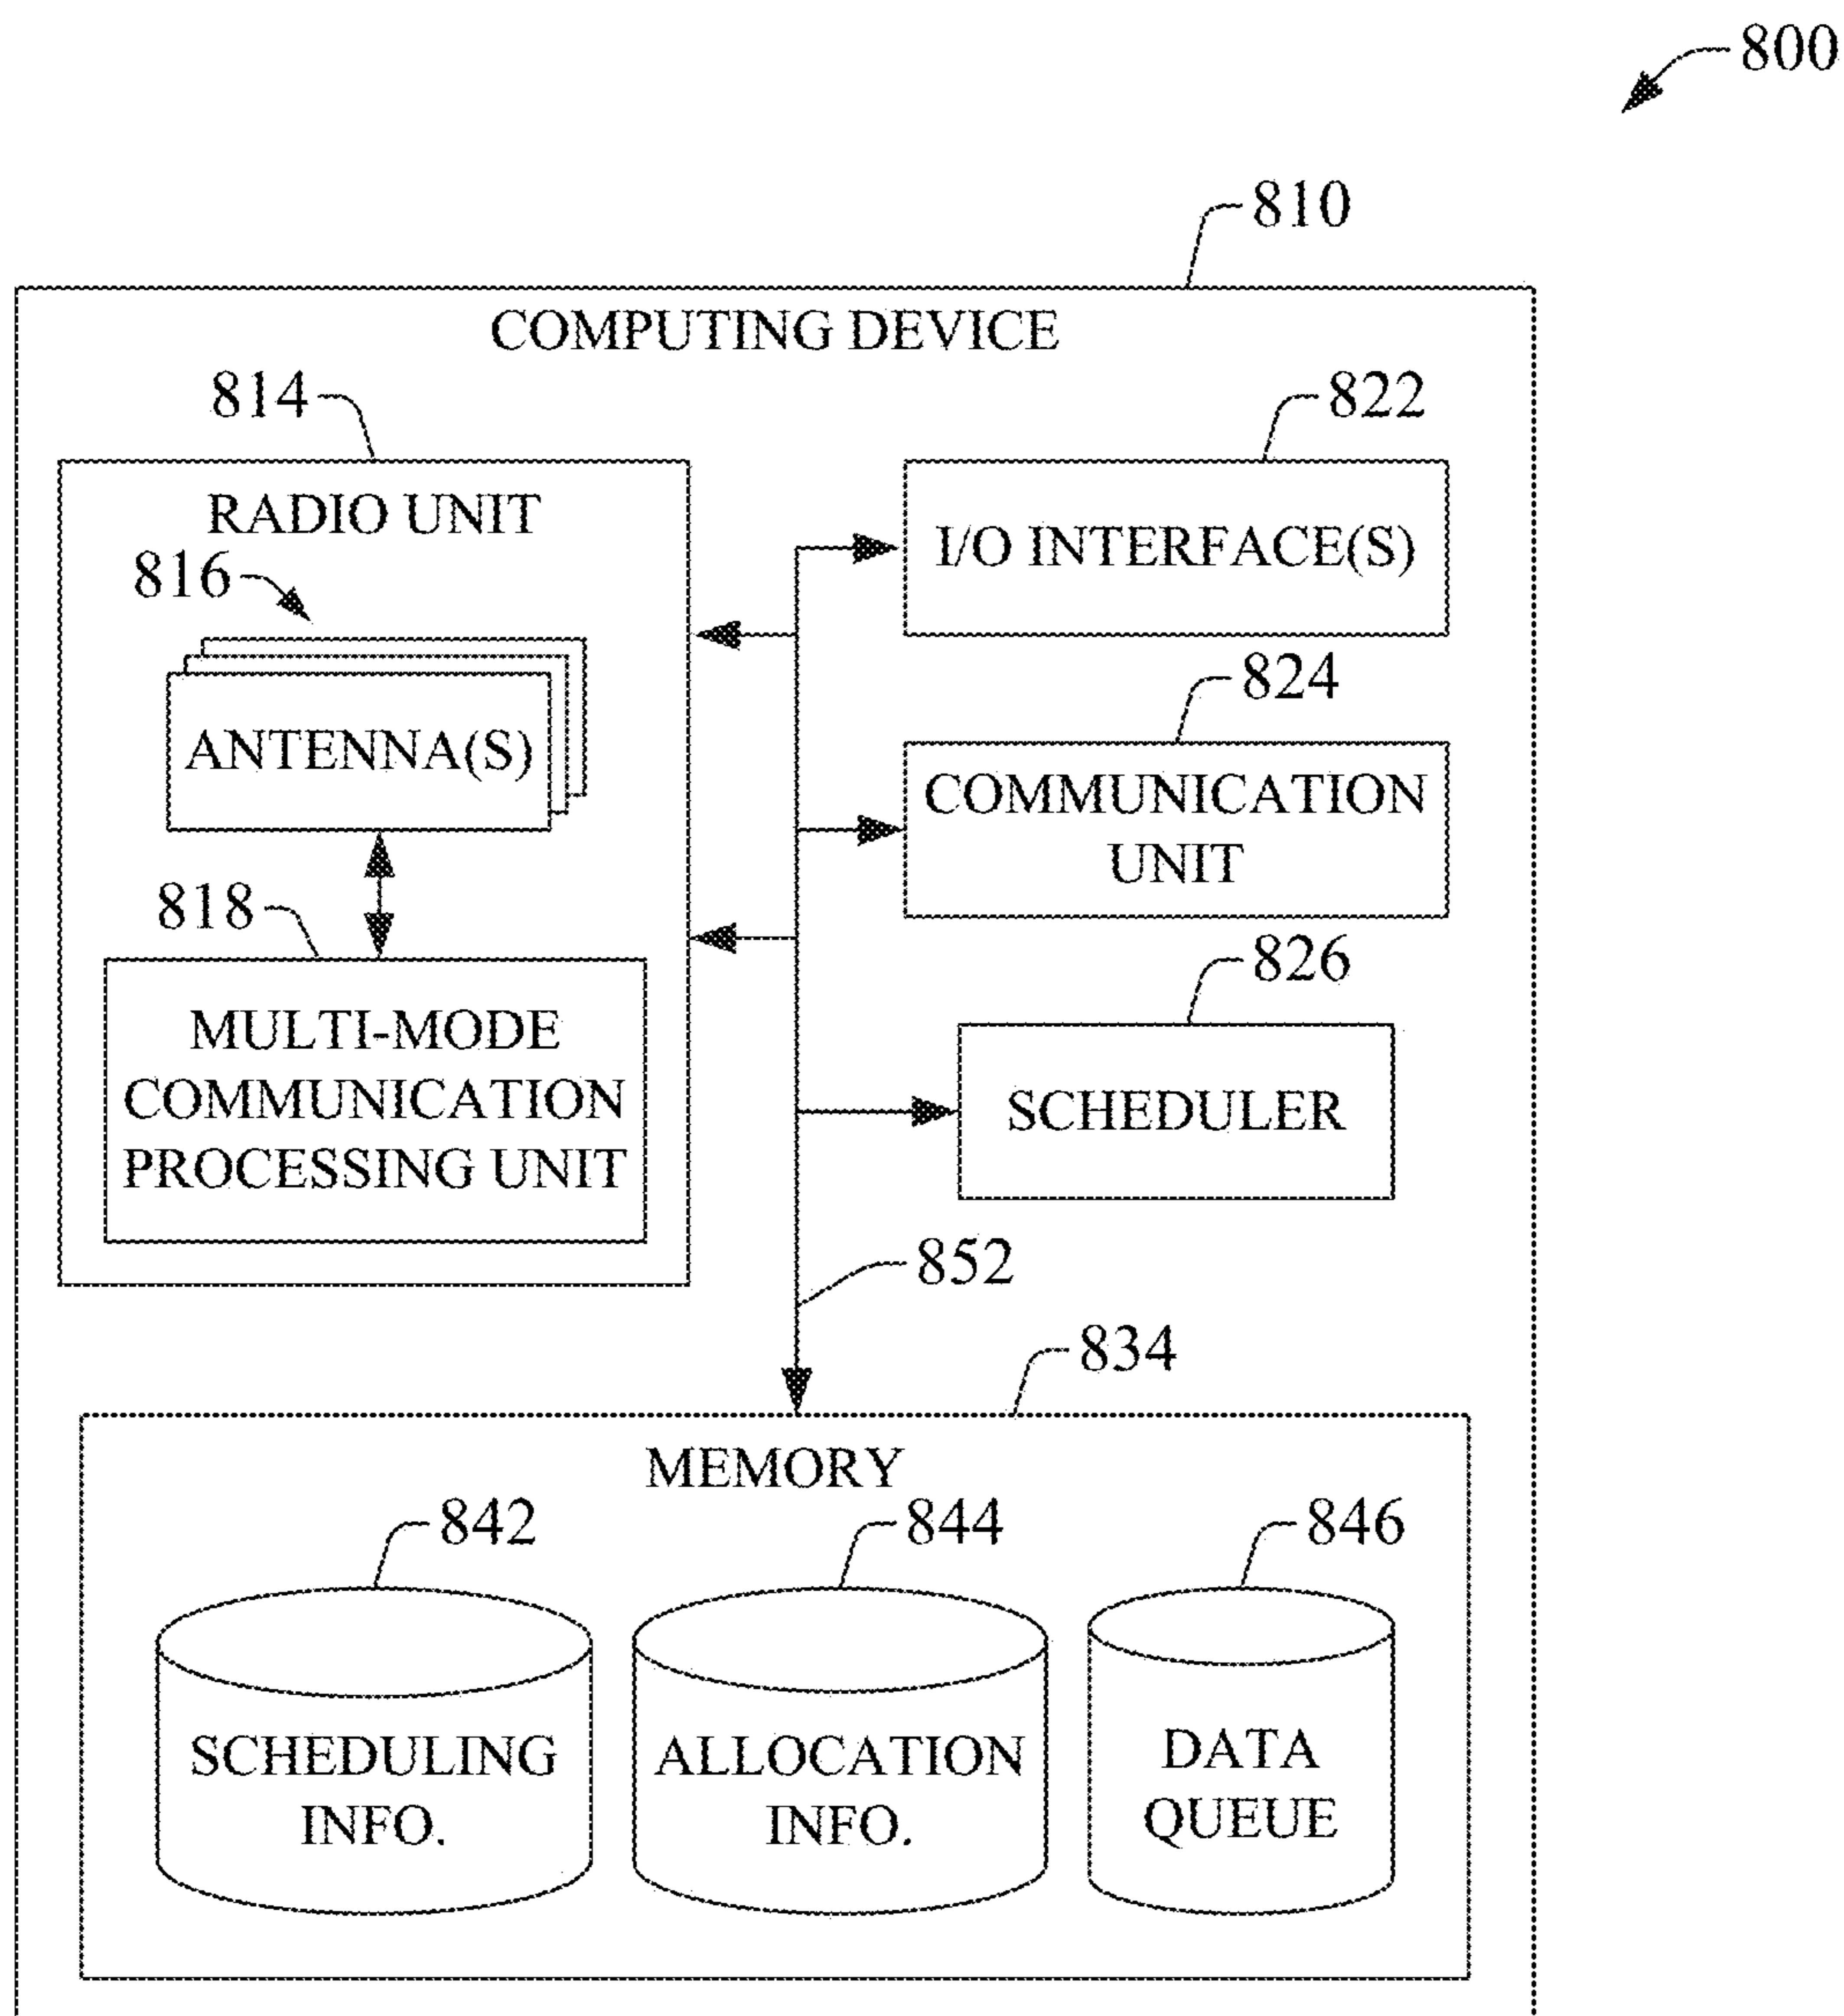 800
810
COMPUTING DEVICE
814
822
RADIO UNIT
I/O INTERFACE(S)
816
ANTENNA(S)
824
COMMUNICATION
UNIT
818
826
MULTI-MODE
COMMUNICATION
PROCESSING UNIT
SCHEDULER
852
834
MEMORY
842
844
846
SCHEDULING
INFO.
ALLOCATION
INFO.
DATA
QUEUE